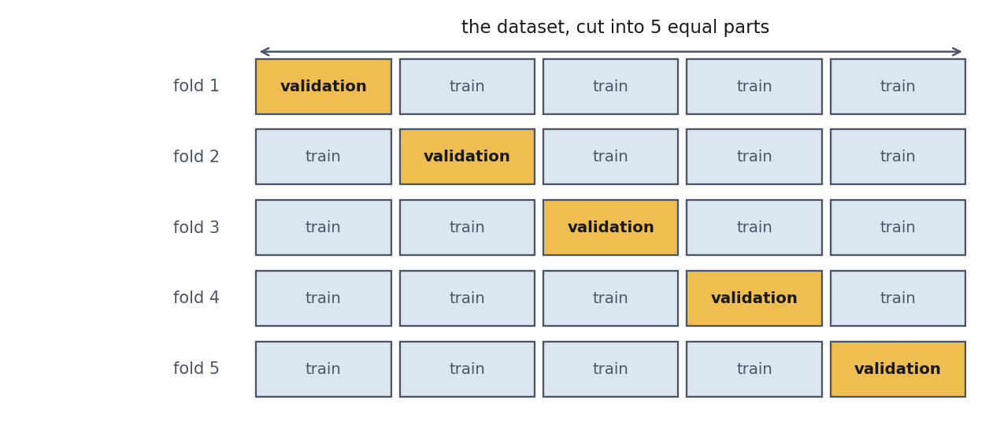 the dataset, cut into 5 equal parts
fold 1 validation train train train train
fold 2 train validation train train train
fold 3 train train validation train train
fold 4 train train train validation train
fold 5 train train train train validation